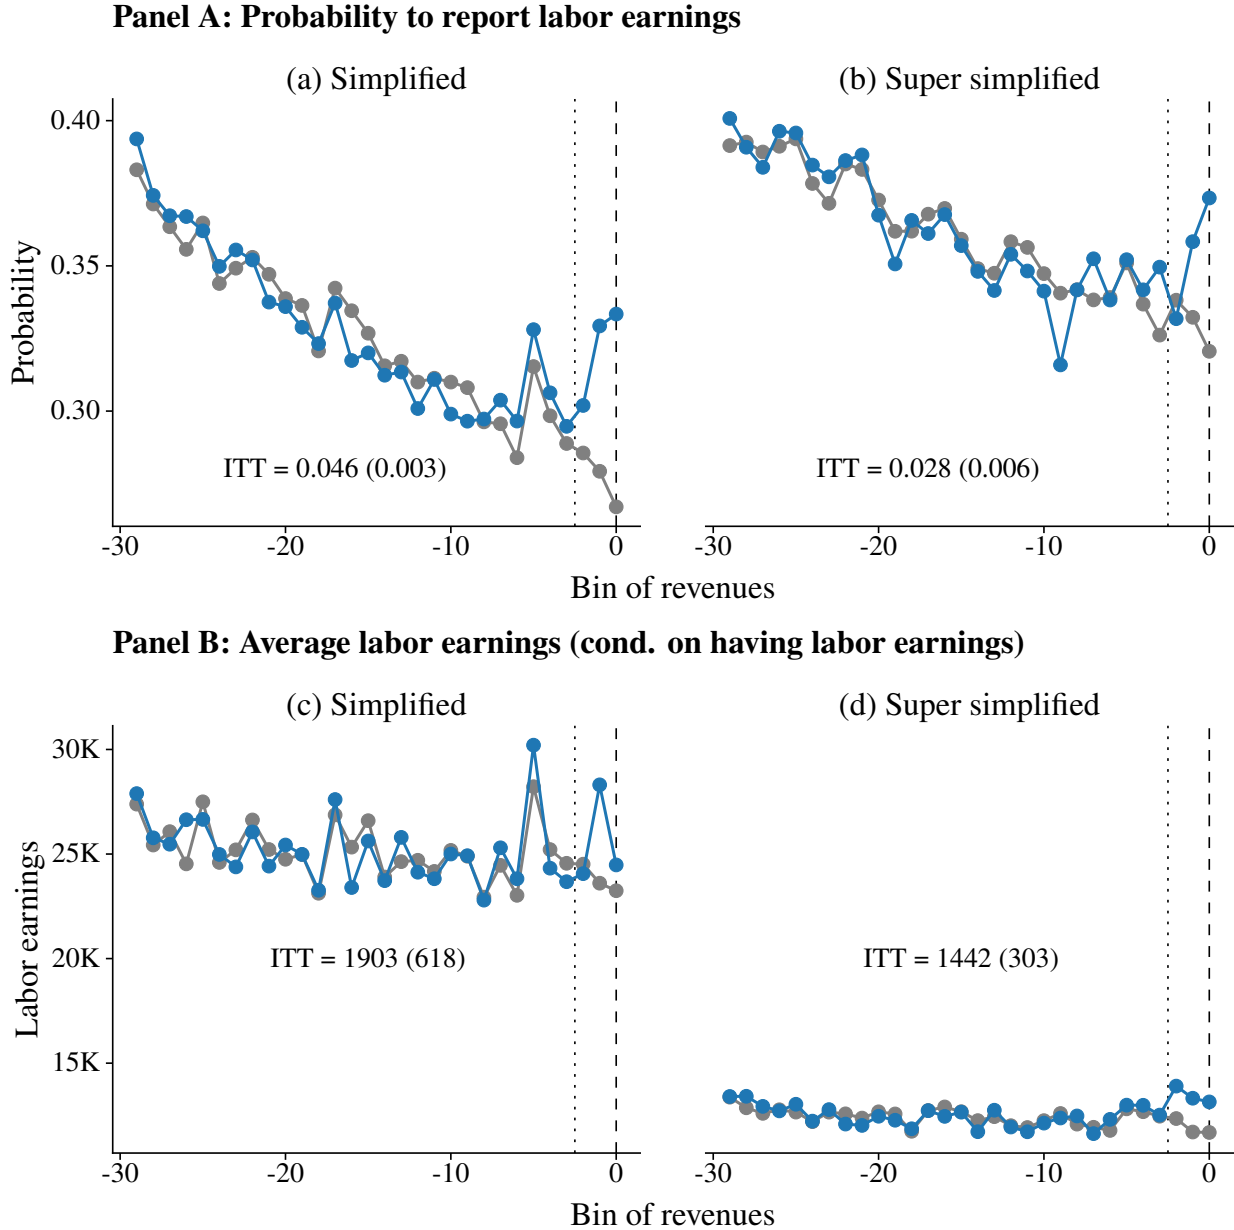 Panel A: Probability to report labor earnings
(a) Simplified
(b) Super simplified
0.40
0.35
0.30
Probability
ITT = 0.046 (0.003)
ITT = 0.028 (0.006)
-30 -20 -10 0
-30 -20 -10 0
Bin of revenues
Panel B: Average labor earnings (cond. on having labor earnings)
(c) Simplified
(d) Super simplified
30K
25K
20K
15K
Labor earnings
ITT = 1903 (618)
ITT = 1442 (303)
-30 -20 -10 0
-30 -20 -10 0
Bin of revenues